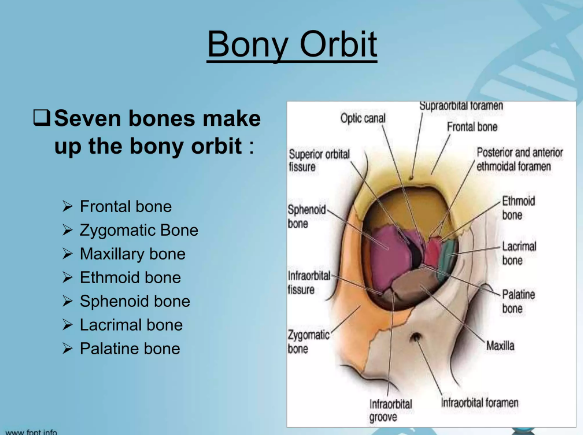 Bony Orbit
❑Seven bones make
up the bony orbit :
➢ Frontal bone
➢ Zygomatic Bone
➢ Maxillary bone
➢ Ethmoid bone
➢ Sphenoid bone
➢ Lacrimal bone
➢ Palatine bone
Supraorbital foramen
Optic canal
Frontal bone
Superior orbital
fissure
Posterior and anterior
ethmoidal foramen
Sphenoid
bone
Ethmoid
bone
Lacrimal
bone
Infraorbital
fissure
Palatine
bone
Zygomatic
bone
Maxilla
Infraorbital
groove
Infraorbital foramen
www.fppt.info